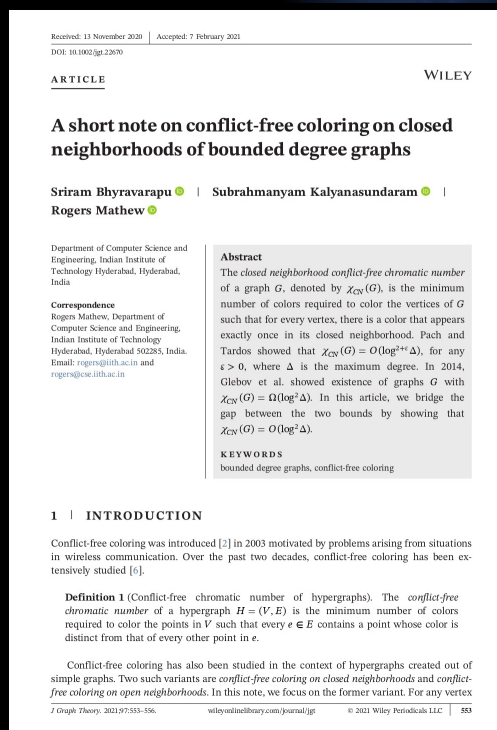 Received: 13 November 2020 | Accepted: 7 February 2021
DOI: 10.1002/jgt.22670
ARTICLE
WILEY
A short note on conflict-free coloring on closed
neighborhoods of bounded degree graphs
Sriram Bhyravarapu | Subrahmanyam Kalyanasundaram |
Rogers Mathew
Department of Computer Science and
Engineering, Indian Institute of
Technology Hyderabad, Hyderabad,
India
Correspondence
Rogers Mathew, Department of
Computer Science and Engineering,
Indian Institute of Technology
Hyderabad, Hyderabad 502285, India.
Email: rogers@iith.ac.in and
rogers@cse.iith.ac.in
Abstract
The closed neighborhood conflict-free chromatic number
of a graph G, denoted by χCN(G), is the minimum
number of colors required to color the vertices of G
such that for every vertex, there is a color that appears
exactly once in its closed neighborhood. Pach and
Tardos showed that χCN(G) = O(log²⁺ᵋ Δ), for any
ε > 0, where Δ is the maximum degree. In 2014,
Glebov et al. showed existence of graphs G with
χCN(G) = Ω(log²Δ). In this article, we bridge the
gap between the two bounds by showing that
χCN(G) = O(log²Δ).
KEYWORDS
bounded degree graphs, conflict-free coloring
1 | INTRODUCTION
Conflict-free coloring was introduced [2] in 2003 motivated by problems arising from situations
in wireless communication. Over the past two decades, conflict-free coloring has been ex-
tensively studied [6].
Definition 1 (Conflict-free chromatic number of hypergraphs). The conflict-free
chromatic number of a hypergraph H = (V, E) is the minimum number of colors
required to color the points in V such that every e ∈ E contains a point whose color is
distinct from that of every other point in e.
Conflict-free coloring has also been studied in the context of hypergraphs created out of
simple graphs. Two such variants are conflict-free coloring on closed neighborhoods and conflict-
free coloring on open neighborhoods. In this note, we focus on the former variant. For any vertex
J Graph Theory. 2021;97:553–556. wileyonlinelibrary.com/journal/jgt © 2021 Wiley Periodicals LLC | 553